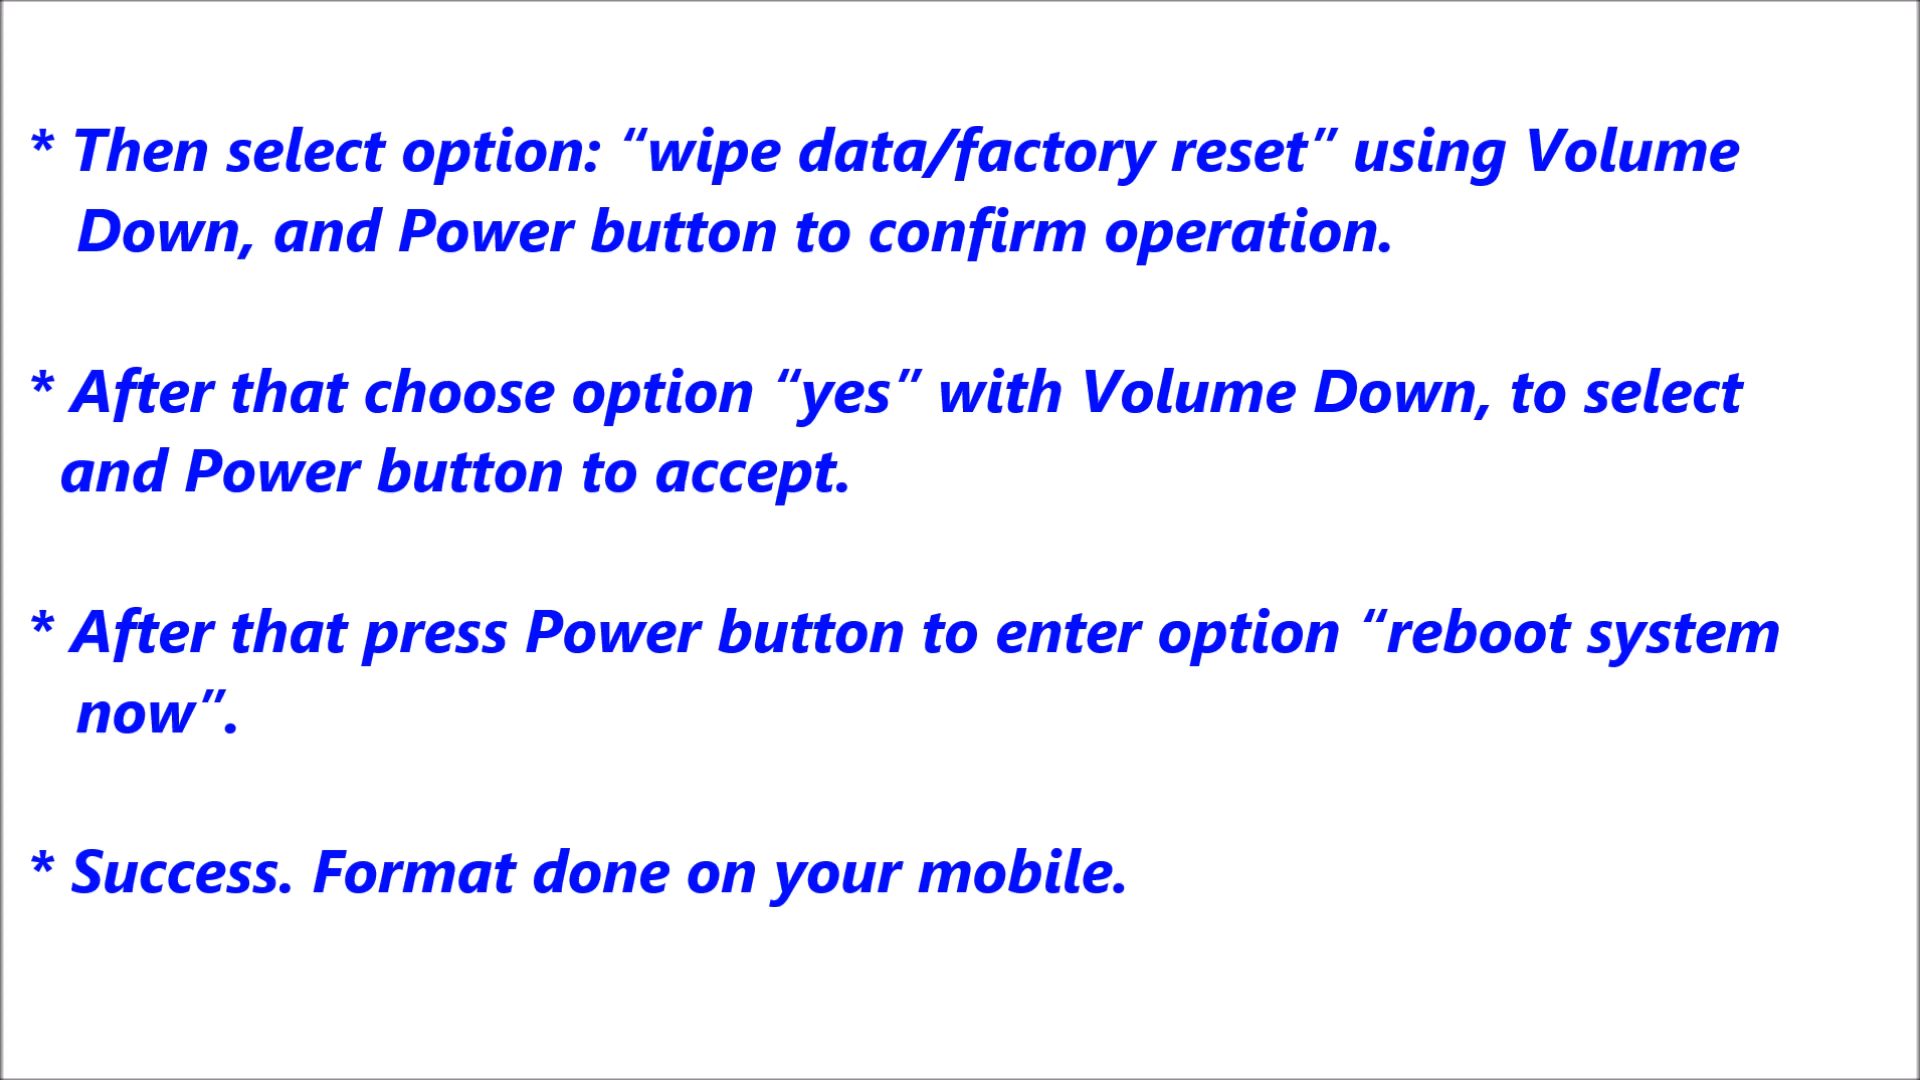 * Then select option: “wipe data/factory reset” using Volume
Down, and Power button to confirm operation.
* After that choose option “yes” with Volume Down, to select
and Power button to accept.
* After that press Power button to enter option “reboot system
now”.
* Success. Format done on your mobile.